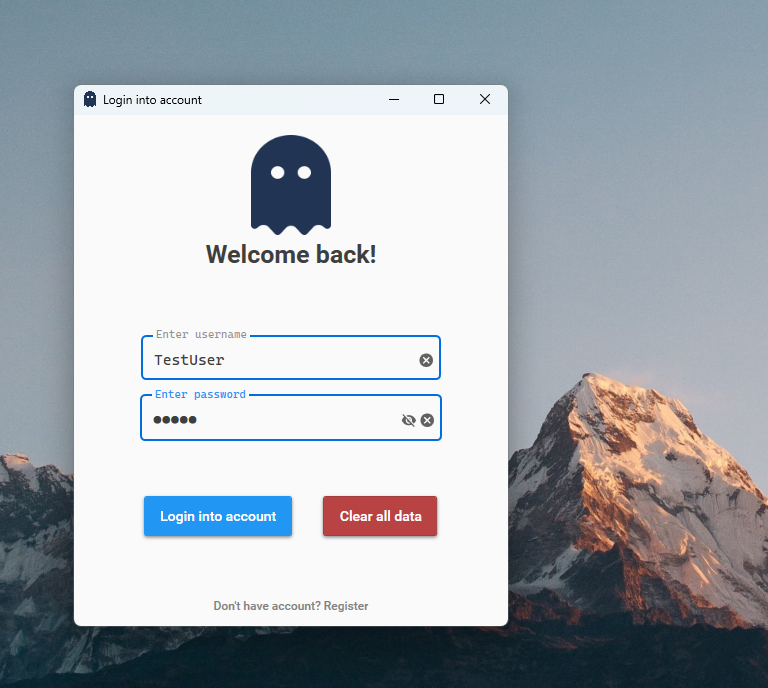 Login into account
Welcome back!
Enter username
TestUser
Enter password
●●●●●
Login into account
Clear all data
Don't have account? Register